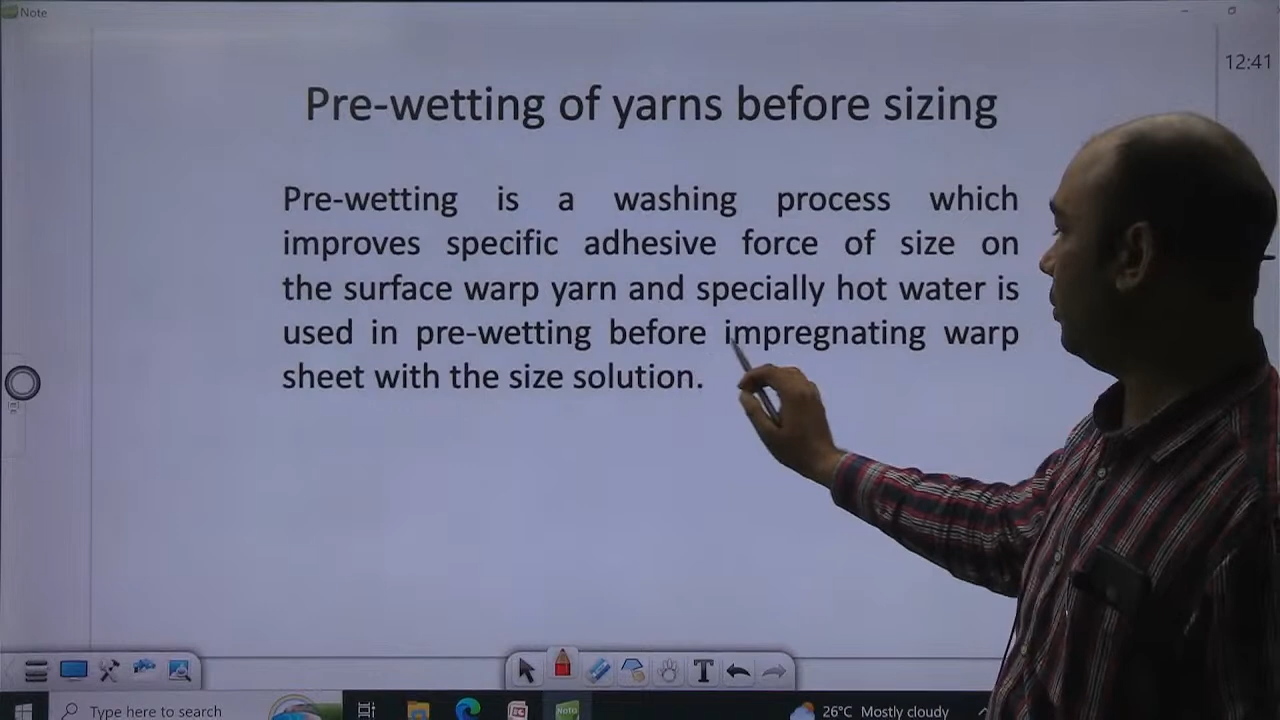 Note
12:41
Pre-wetting of yarns before sizing
Pre-wetting is a washing process which
improves specific adhesive force of size on
the surface warp yarn and specially hot water is
used in pre-wetting before impregnating warp
sheet with the size solution.
T
Type here to search
Note
26°C Mostly cloudy